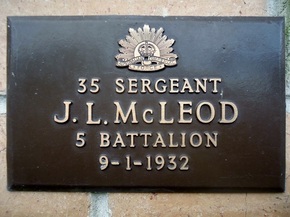 35 SERGEANT
J. L. McLEOD
5 BATTALION
9-1-1932